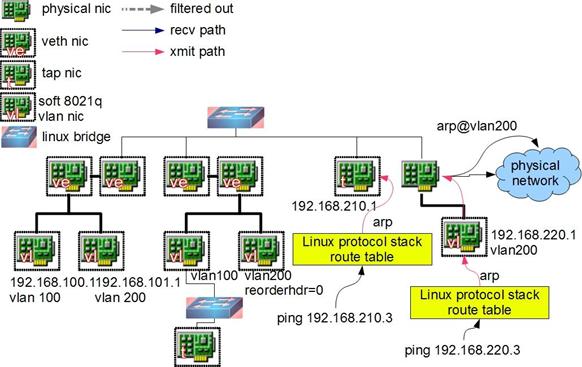 physical nic
filtered out
ve
veth nic
recv path
t
tap nic
xmit path
vl
soft 8021q
vlan nic
linux bridge
arp@vlan200
physical
network
ve
ve
ve
ve
t
192.168.210.1
arp
vl
192.168.220.1
vlan200
Linux protocol stack
route table
vl
vl
vl
vl
192.168.100.1
192.168.101.1
vlan100
vlan200
vlan 100
vlan 200
reorderhdr=0
arp
Linux protocol stack
route table
ping 192.168.210.3
t
ping 192.168.220.3